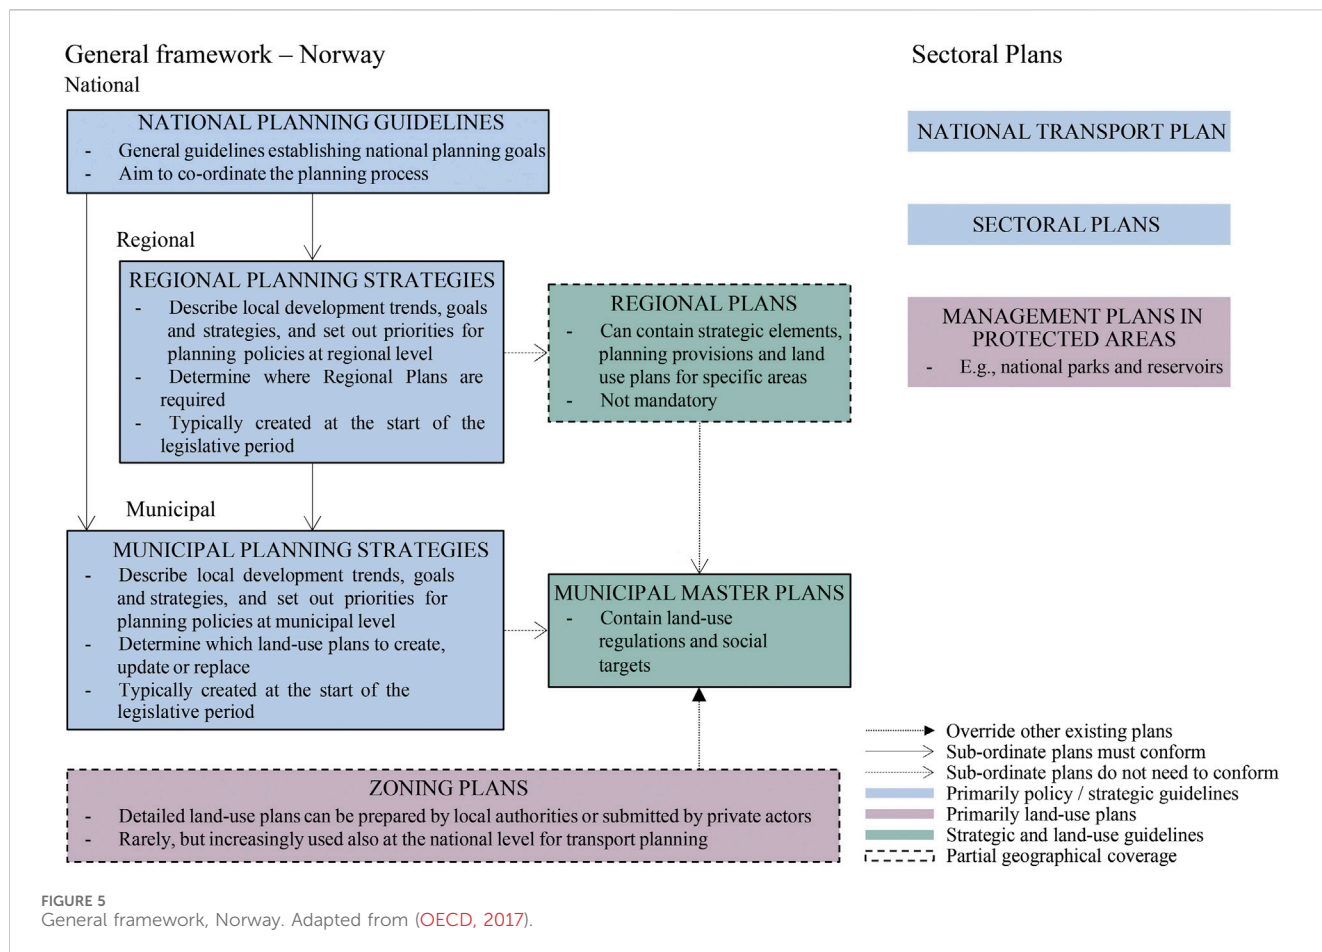 General framework – Norway
National
NATIONAL PLANNING GUIDELINES
- General guidelines establishing national planning goals
- Aim to co-ordinate the planning process
Regional
REGIONAL PLANNING STRATEGIES
- Describe local development trends, goals
and strategies, and set out priorities for
planning policies at regional level
- Determine where Regional Plans are
required
- Typically created at the start of the
legislative period
REGIONAL PLANS
- Can contain strategic elements,
planning provisions and land
use plans for specific areas
- Not mandatory
Municipal
MUNICIPAL PLANNING STRATEGIES
- Describe local development trends, goals
and strategies, and set out priorities for
planning policies at municipal level
- Determine which land-use plans to create,
update or replace
- Typically created at the start of the
legislative period
MUNICIPAL MASTER PLANS
- Contain land-use
regulations and social
targets
ZONING PLANS
- Detailed land-use plans can be prepared by local authorities or submitted by private actors
- Rarely, but increasingly used also at the national level for transport planning
Sectoral Plans
NATIONAL TRANSPORT PLAN
SECTORAL PLANS
MANAGEMENT PLANS IN
PROTECTED AREAS
- E.g., national parks and reservoirs
Override other existing plans
Sub-ordinate plans must conform
Sub-ordinate plans do not need to conform
Primarily policy / strategic guidelines
Primarily land-use plans
Strategic and land-use guidelines
Partial geographical coverage
FIGURE 5
General framework, Norway. Adapted from (OECD, 2017).